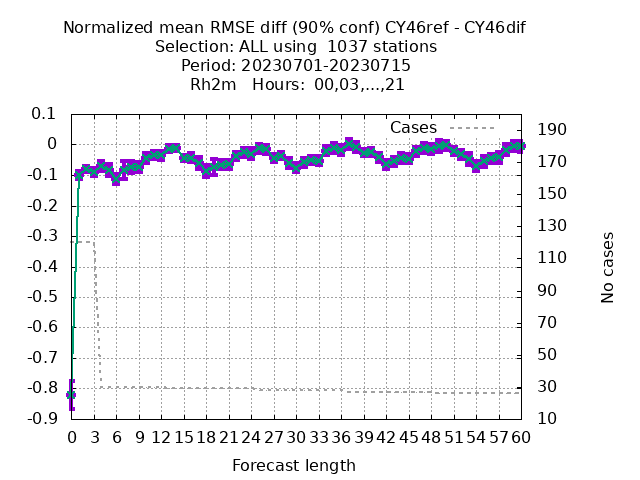 Normalized mean RMSE diff (90% conf) CY46ref - CY46dif
Selection: ALL using  1037 stations
Period: 20230701-20230715
Rh2m   Hours:  00,03,...,21
Cases
0.1
0
-0.1
-0.2
-0.3
-0.4
-0.5
-0.6
-0.7
-0.8
-0.9
190
170
150
130
110
90
70
50
30
10
No cases
0 3 6 9 12 15 18 21 24 27 30 33 36 39 42 45 48 51 54 57 60
Forecast length